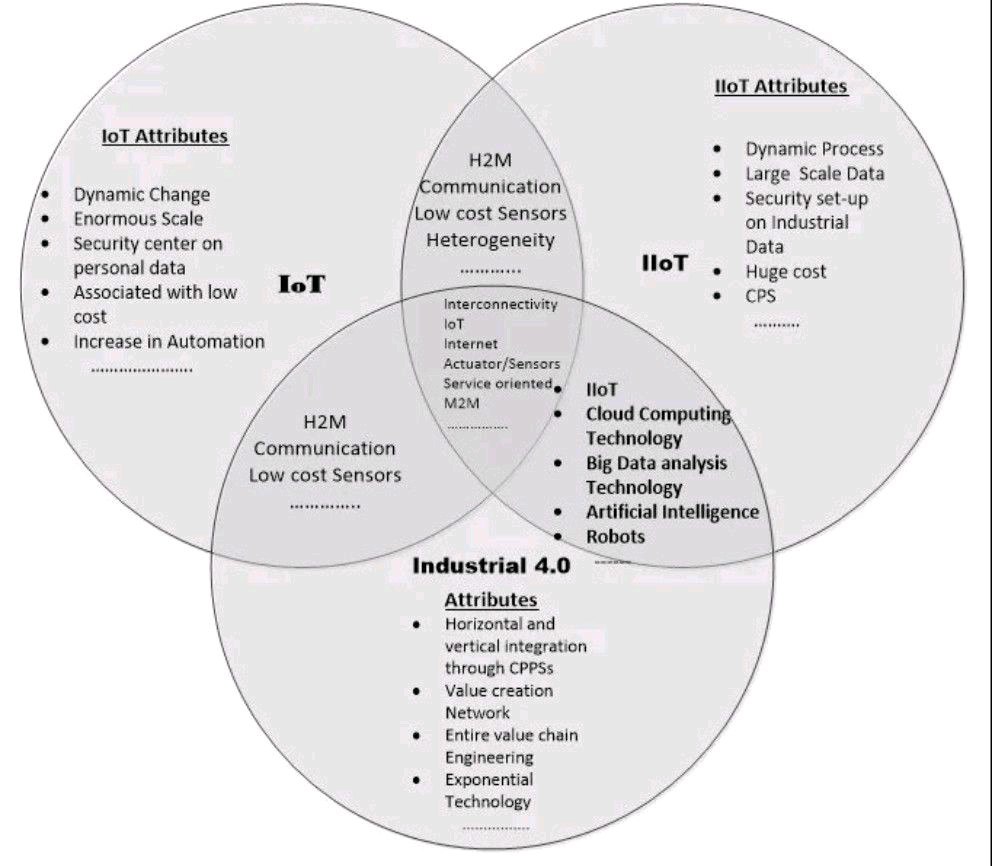 IoT Attributes
• Dynamic Change
• Enormous Scale
• Security center on
personal data
• Associated with low
cost
• Increase in Automation
......................
IoT
H2M
Communication
Low cost Sensors
Heterogeneity
.............
IIoT Attributes
• Dynamic Process
• Large Scale Data
• Security set-up
on Industrial
Data
• Huge cost
• CPS
..........
IIoT
Interconnectivity
IoT
Internet
Actuator/Sensors
Service oriented
M2M
................
H2M
Communication
Low cost Sensors
..............
• IIoT
• Cloud Computing
Technology
• Big Data analysis
Technology
• Artificial Intelligence
• Robots
.........
Industrial 4.0
Attributes
• Horizontal and
vertical integration
through CPPSs
• Value creation
Network
• Entire value chain
Engineering
• Exponential
Technology
................